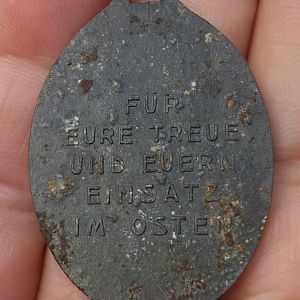 FÜR
EURE TREUE
UND EUERN
EINSATZ
IM OSTEN